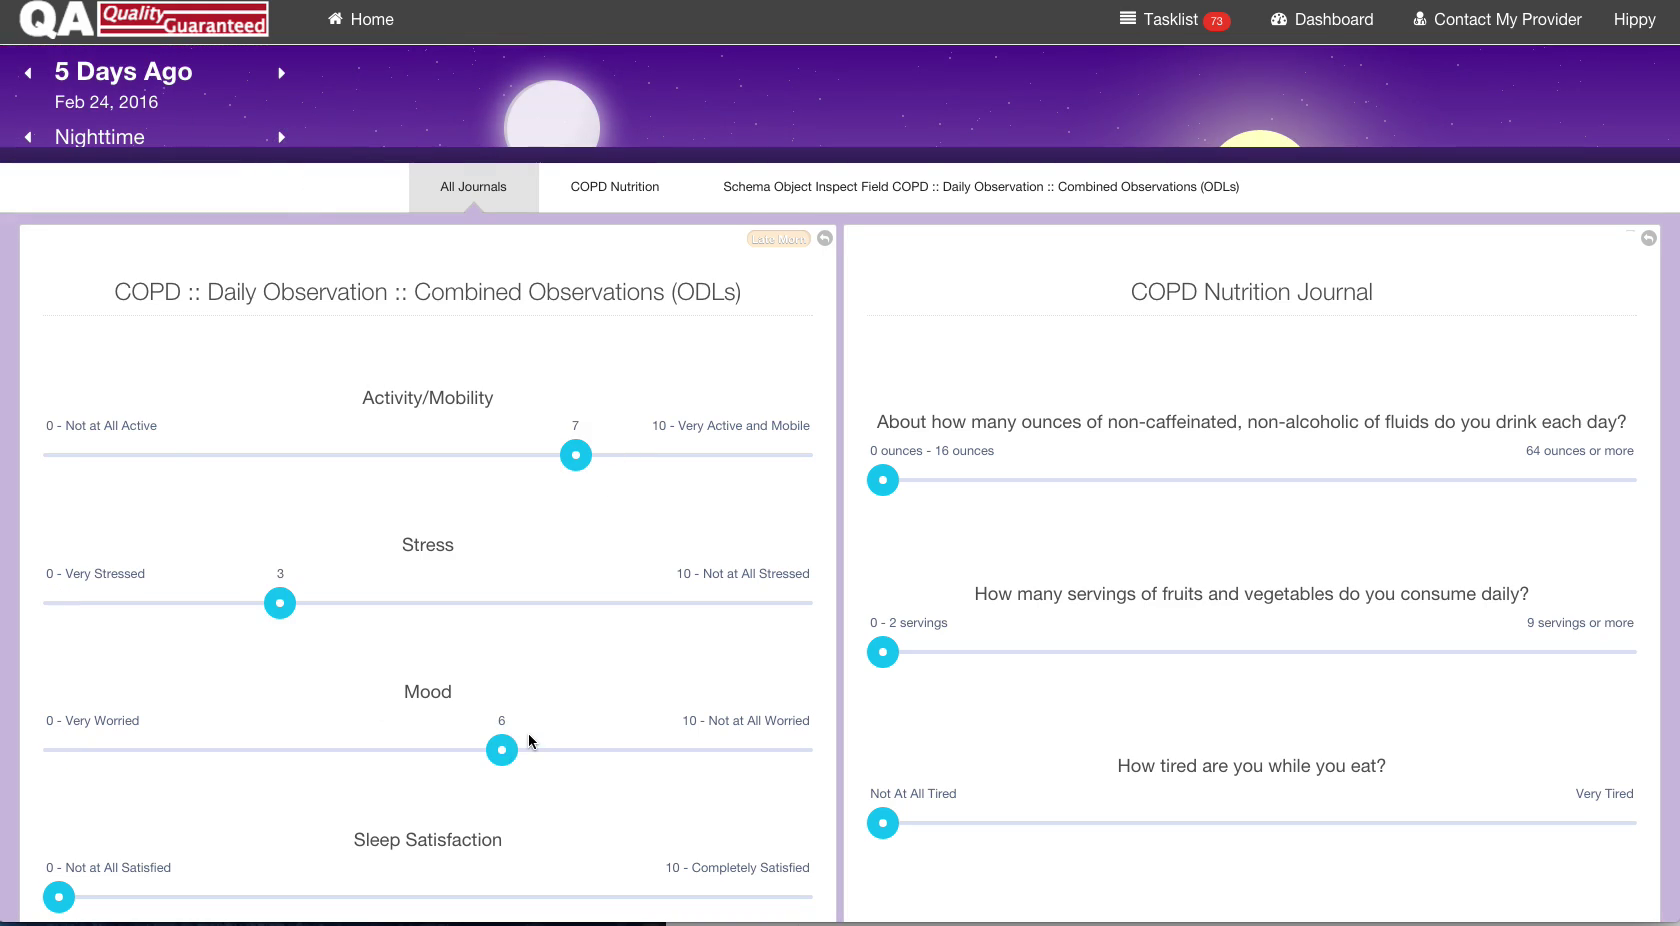 QA Quality Guaranteed
Home
Tasklist 73
Dashboard
Contact My Provider
Hippy
5 Days Ago
Feb 24, 2016
Nighttime
All Journals
COPD Nutrition
Schema Object Inspect Field COPD :: Daily Observation :: Combined Observations (ODLs)
Late Morn
COPD :: Daily Observation :: Combined Observations (ODLs)
Activity/Mobility
0 - Not at All Active
7
10 - Very Active and Mobile
Stress
0 - Very Stressed
3
10 - Not at All Stressed
Mood
0 - Very Worried
6
10 - Not at All Worried
Sleep Satisfaction
0 - Not at All Satisfied
10 - Completely Satisfied
COPD Nutrition Journal
About how many ounces of non-caffeinated, non-alcoholic of fluids do you drink each day?
0 ounces - 16 ounces
64 ounces or more
How many servings of fruits and vegetables do you consume daily?
0 - 2 servings
9 servings or more
How tired are you while you eat?
Not At All Tired
Very Tired